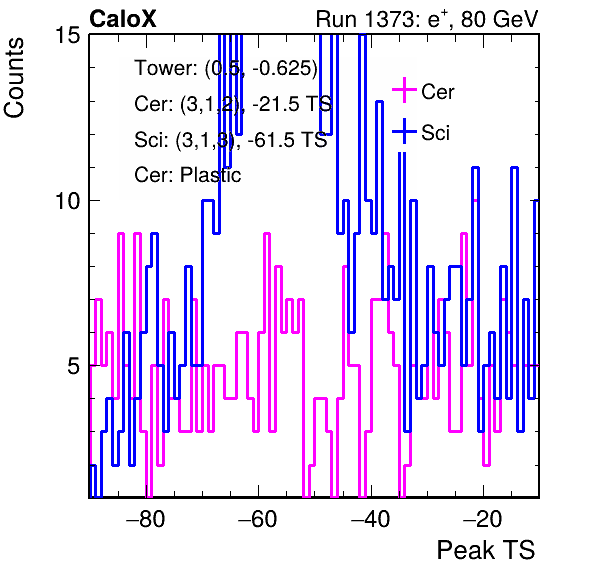 CaloX Run 1373: e⁺, 80 GeV
Counts
15
10
5
Tower: (0.5, -0.625)
Cer: (3,1,2), -21.5 TS
Sci: (3,1,3), -61.5 TS
Cer: Plastic
Cer
Sci
−80 −60 −40 −20
Peak TS